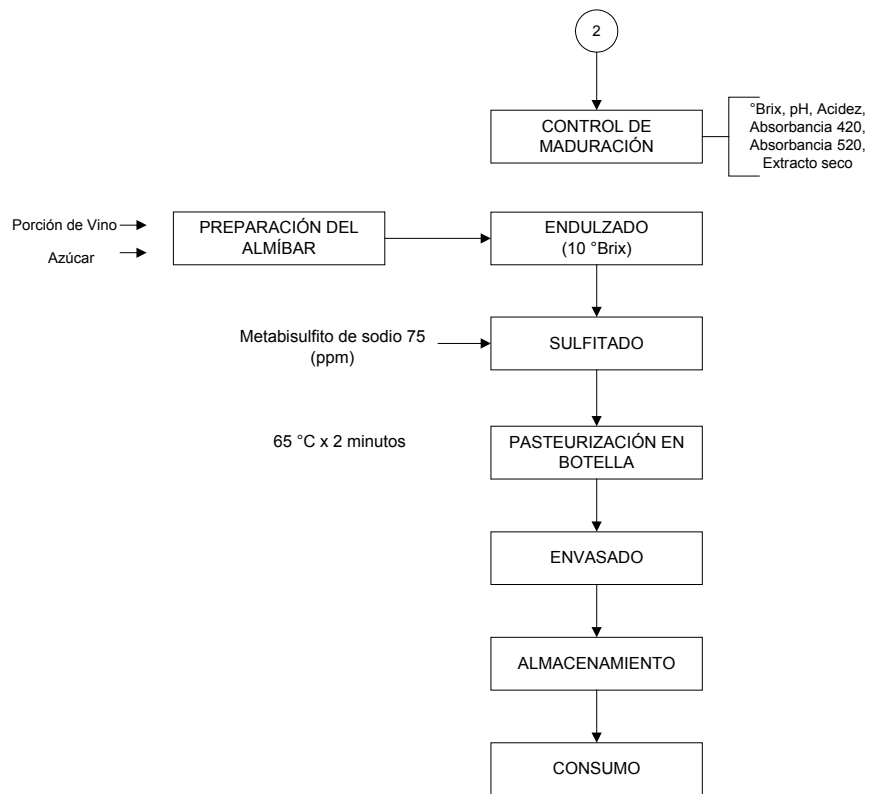 2
CONTROL DE
MADURACIÓN
°Brix, pH, Acidez,
Absorbancia 420,
Absorbancia 520,
Extracto seco
Porción de Vino
Azúcar
PREPARACIÓN DEL
ALMÍBAR
ENDULZADO
(10 °Brix)
Metabisulfito de sodio 75
(ppm)
SULFITADO
65 °C x 2 minutos
PASTEURIZACIÓN EN
BOTELLA
ENVASADO
ALMACENAMIENTO
CONSUMO